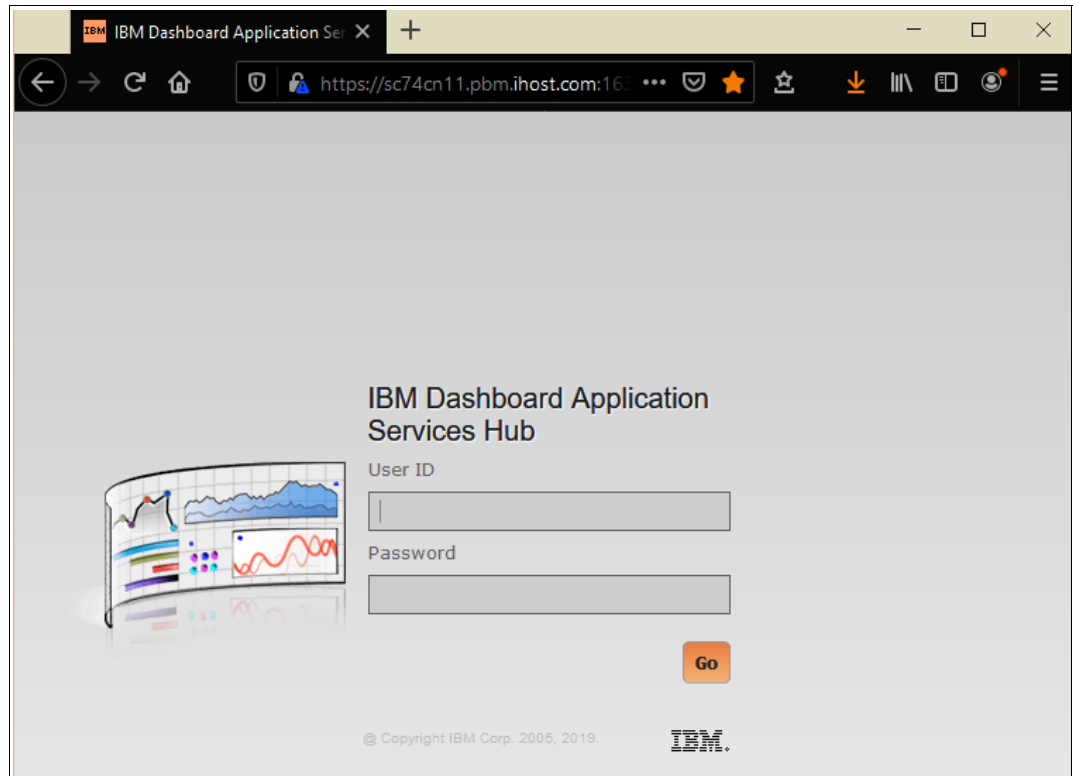 IBM IBM Dashboard Application Ser
https://sc74cn11.pbm.ihost.com:16
IBM Dashboard Application
Services Hub
User ID
Password
Go
@ Copyright IBM Corp. 2005, 2019.
IBM.